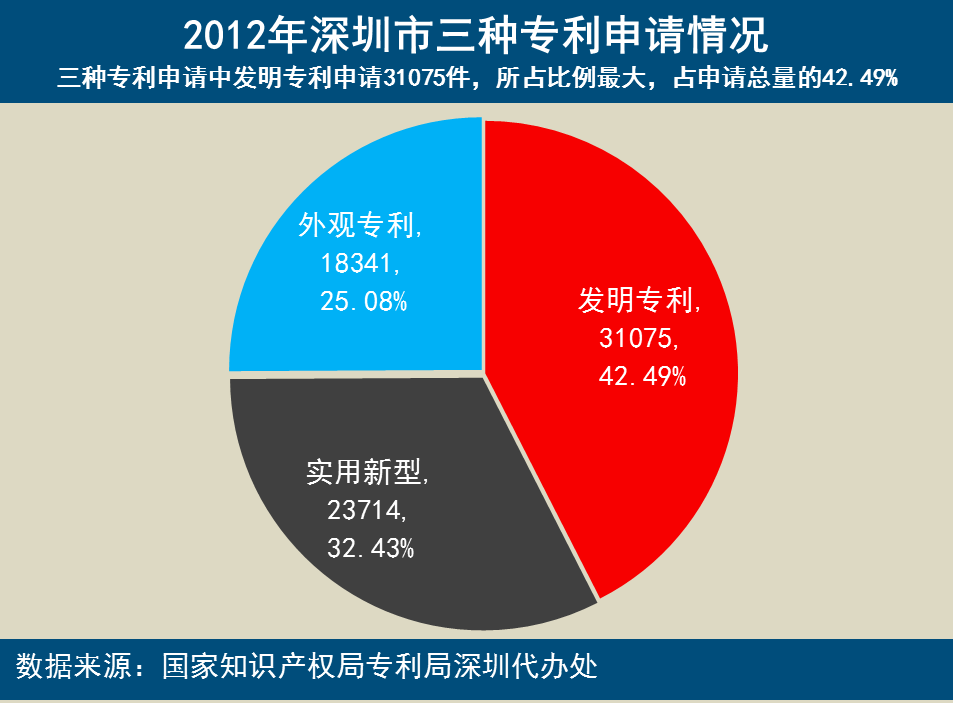 2012年深圳市三种专利申请情况
三种专利申请中发明专利申请31075件，所占比例最大，占申请总量的42.49%
外观专利,
18341,
25.08%
发明专利,
31075,
42.49%
实用新型,
23714,
32.43%
数据来源：国家知识产权局专利局深圳代办处